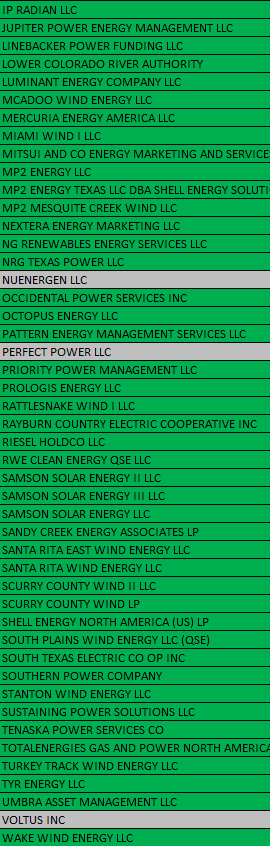 IP RADIAN LLC
JUPITER POWER ENERGY MANAGEMENT LLC
LINEBACKER POWER FUNDING LLC
LOWER COLORADO RIVER AUTHORITY
LUMINANT ENERGY COMPANY LLC
MCADOO WIND ENERGY LLC
MERCURIA ENERGY AMERICA LLC
MIAMI WIND I LLC
MITSUI AND CO ENERGY MARKETING AND SERVICE
MP2 ENERGY LLC
MP2 ENERGY TEXAS LLC DBA SHELL ENERGY SOLUTI
MP2 MESQUITE CREEK WIND LLC
NEXTERA ENERGY MARKETING LLC
NG RENEWABLES ENERGY SERVICES LLC
NRG TEXAS POWER LLC
NUENERGEN LLC
OCCIDENTAL POWER SERVICES INC
OCTOPUS ENERGY LLC
PATTERN ENERGY MANAGEMENT SERVICES LLC
PERFECT POWER LLC
PRIORITY POWER MANAGEMENT LLC
PROLOGIS ENERGY LLC
RATTLESNAKE WIND I LLC
RAYBURN COUNTRY ELECTRIC COOPERATIVE INC
RIESEL HOLDCO LLC
RWE CLEAN ENERGY QSE LLC
SAMSON SOLAR ENERGY II LLC
SAMSON SOLAR ENERGY III LLC
SAMSON SOLAR ENERGY LLC
SANDY CREEK ENERGY ASSOCIATES LP
SANTA RITA EAST WIND ENERGY LLC
SANTA RITA WIND ENERGY LLC
SCURRY COUNTY WIND II LLC
SCURRY COUNTY WIND LP
SHELL ENERGY NORTH AMERICA (US) LP
SOUTH PLAINS WIND ENERGY LLC (QSE)
SOUTH TEXAS ELECTRIC CO OP INC
SOUTHERN POWER COMPANY
STANTON WIND ENERGY LLC
SUSTAINING POWER SOLUTIONS LLC
TENASKA POWER SERVICES CO
TOTALENERGIES GAS AND POWER NORTH AMERICA
TURKEY TRACK WIND ENERGY LLC
TYR ENERGY LLC
UMBRA ASSET MANAGEMENT LLC
VOLTUS INC
WAKE WIND ENERGY LLC